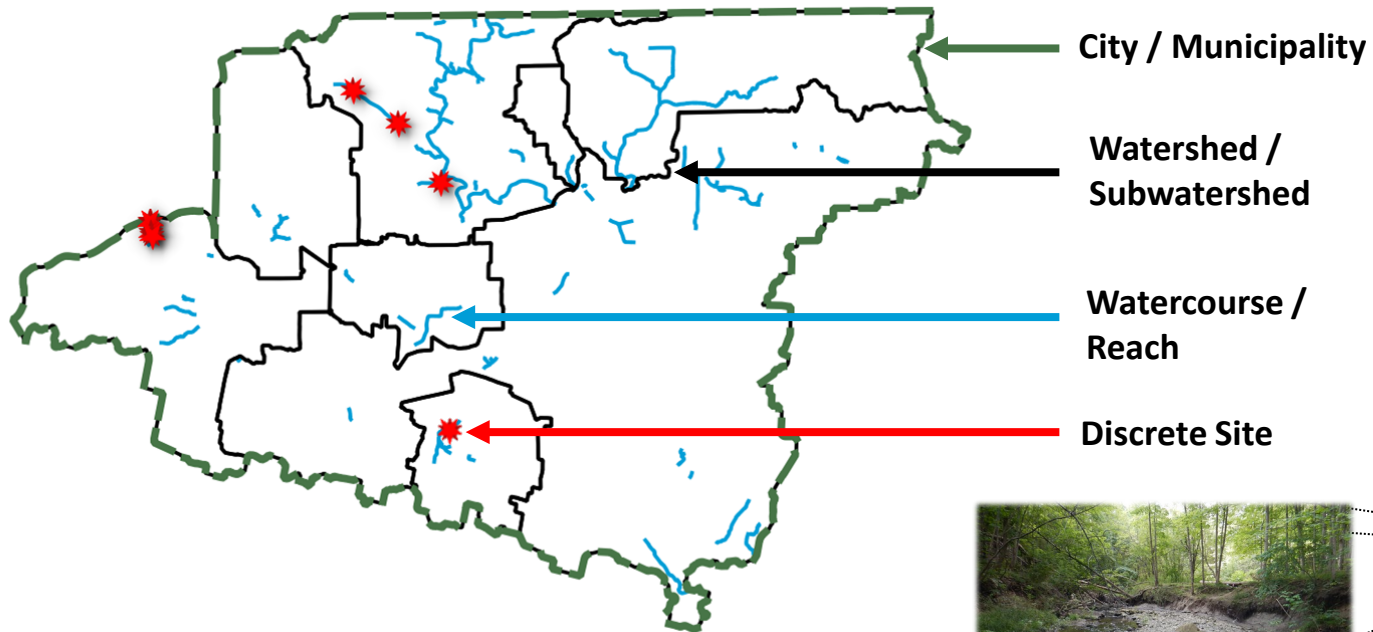 City / Municipality
Watershed /
Subwatershed
Watercourse /
Reach
Discrete Site